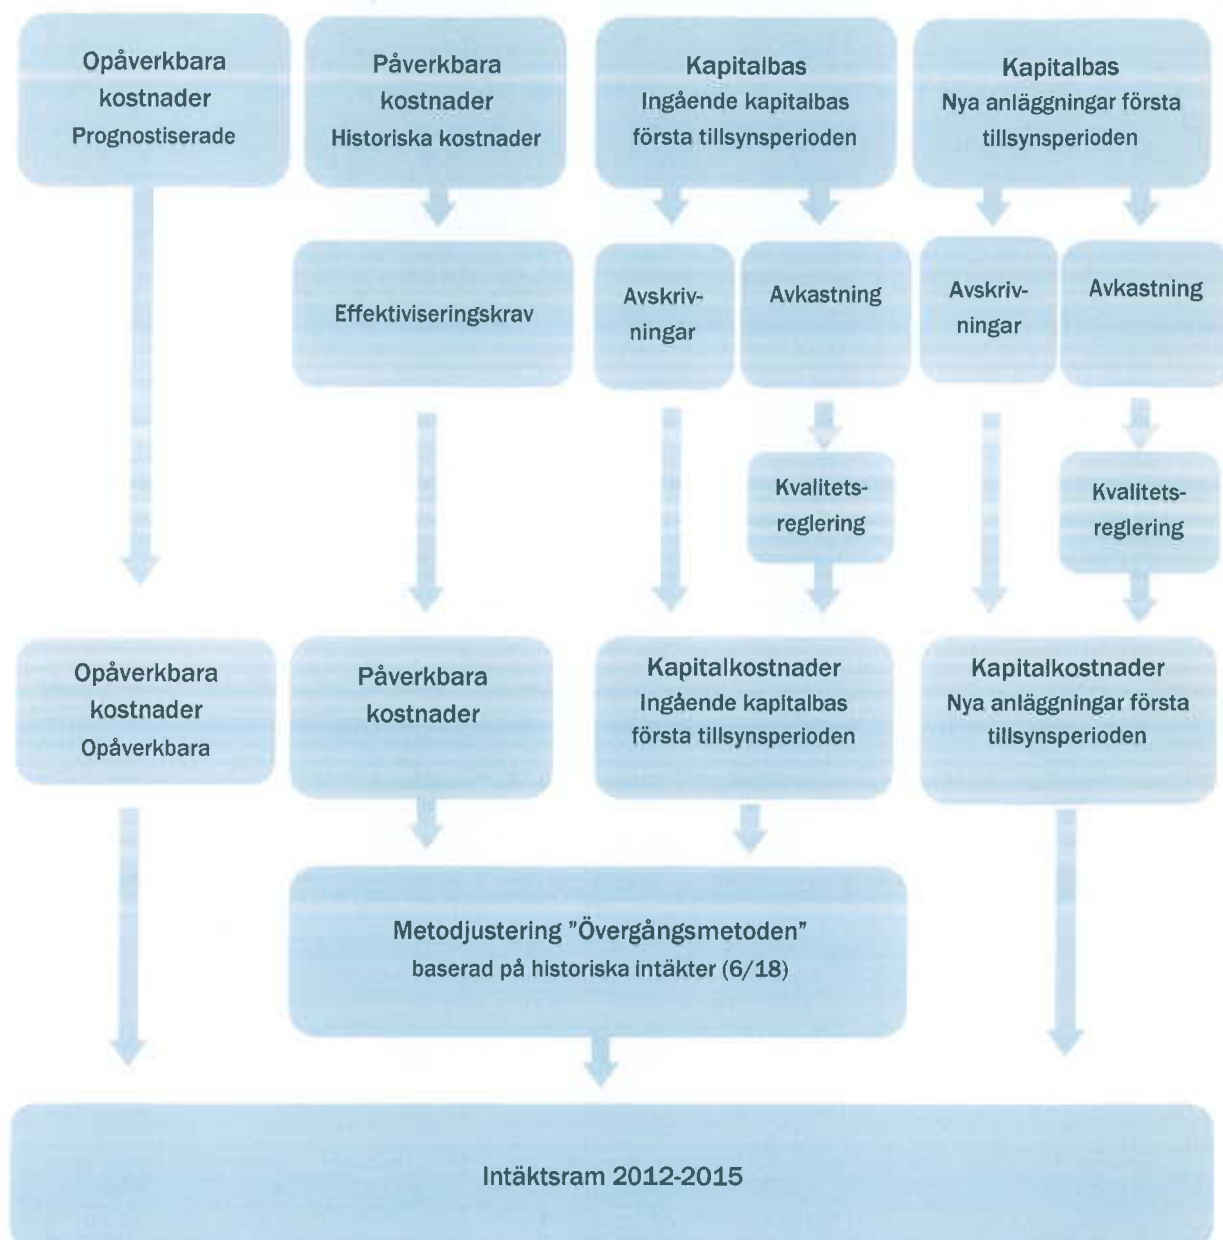 Opåverkbara
kostnader
Prognostiserade
Påverkbara
kostnader
Historiska kostnader
Kapitalbas
Ingående kapitalbas
första tillsynsperioden
Kapitalbas
Nya anläggningar första
tillsynsperioden
Effektiviseringskrav
Avskriv-
ningar
Avkastning
Avskriv-
ningar
Avkastning
Kvalitets-
reglering
Kvalitets-
reglering
Opåverkbara
kostnader
Opåverkbara
Påverkbara
kostnader
Kapitalkostnader
Ingående kapitalbas
första tillsynsperioden
Kapitalkostnader
Nya anläggningar första
tillsynsperioden
Metodjustering ”Övergångsmetoden”
baserad på historiska intäkter (6/18)
Intäktsram 2012-2015